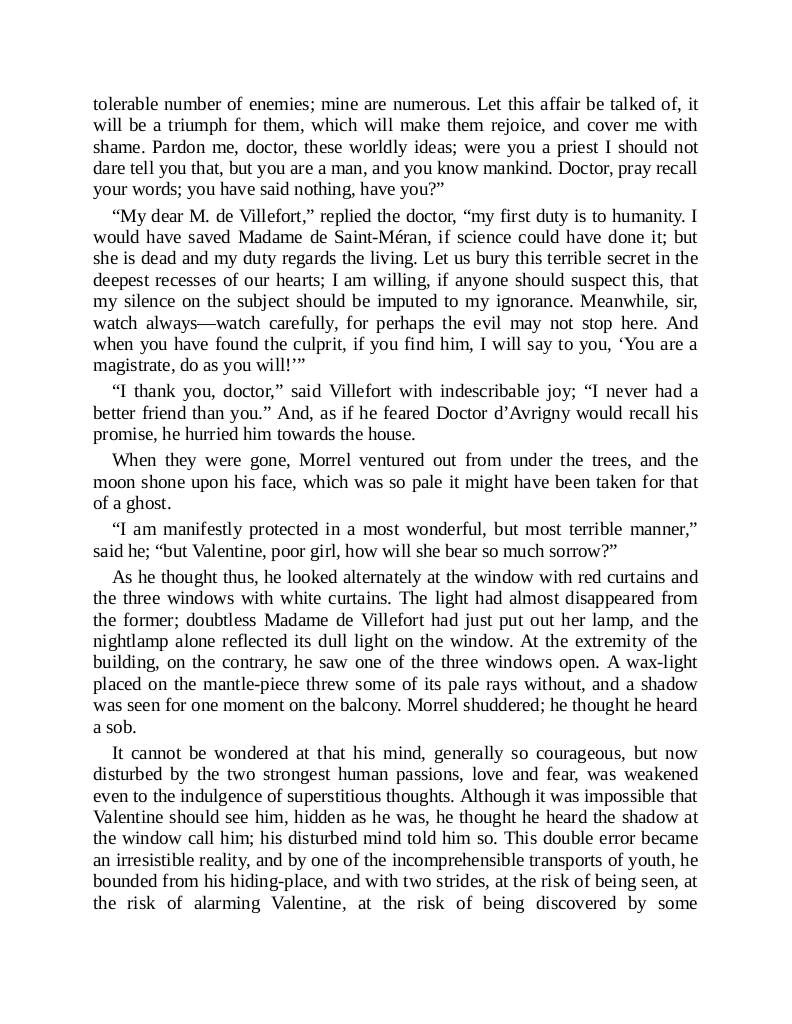 tolerable number of enemies; mine are numerous. Let this affair be talked of, it
will be a triumph for them, which will make them rejoice, and cover me with
shame. Pardon me, doctor, these worldly ideas; were you a priest I should not
dare tell you that, but you are a man, and you know mankind. Doctor, pray recall
your words; you have said nothing, have you?”
“My dear M. de Villefort,” replied the doctor, “my first duty is to humanity. I
would have saved Madame de Saint-Méran, if science could have done it; but
she is dead and my duty regards the living. Let us bury this terrible secret in the
deepest recesses of our hearts; I am willing, if anyone should suspect this, that
my silence on the subject should be imputed to my ignorance. Meanwhile, sir,
watch always—watch carefully, for perhaps the evil may not stop here. And
when you have found the culprit, if you find him, I will say to you, ‘You are a
magistrate, do as you will!’”
“I thank you, doctor,” said Villefort with indescribable joy; “I never had a
better friend than you.” And, as if he feared Doctor d’Avrigny would recall his
promise, he hurried him towards the house.
When they were gone, Morrel ventured out from under the trees, and the
moon shone upon his face, which was so pale it might have been taken for that
of a ghost.
“I am manifestly protected in a most wonderful, but most terrible manner,”
said he; “but Valentine, poor girl, how will she bear so much sorrow?”
As he thought thus, he looked alternately at the window with red curtains and
the three windows with white curtains. The light had almost disappeared from
the former; doubtless Madame de Villefort had just put out her lamp, and the
nightlamp alone reflected its dull light on the window. At the extremity of the
building, on the contrary, he saw one of the three windows open. A wax-light
placed on the mantle-piece threw some of its pale rays without, and a shadow
was seen for one moment on the balcony. Morrel shuddered; he thought he heard
a sob.
It cannot be wondered at that his mind, generally so courageous, but now
disturbed by the two strongest human passions, love and fear, was weakened
even to the indulgence of superstitious thoughts. Although it was impossible that
Valentine should see him, hidden as he was, he thought he heard the shadow at
the window call him; his disturbed mind told him so. This double error became
an irresistible reality, and by one of the incomprehensible transports of youth, he
bounded from his hiding-place, and with two strides, at the risk of being seen, at
the risk of alarming Valentine, at the risk of being discovered by some